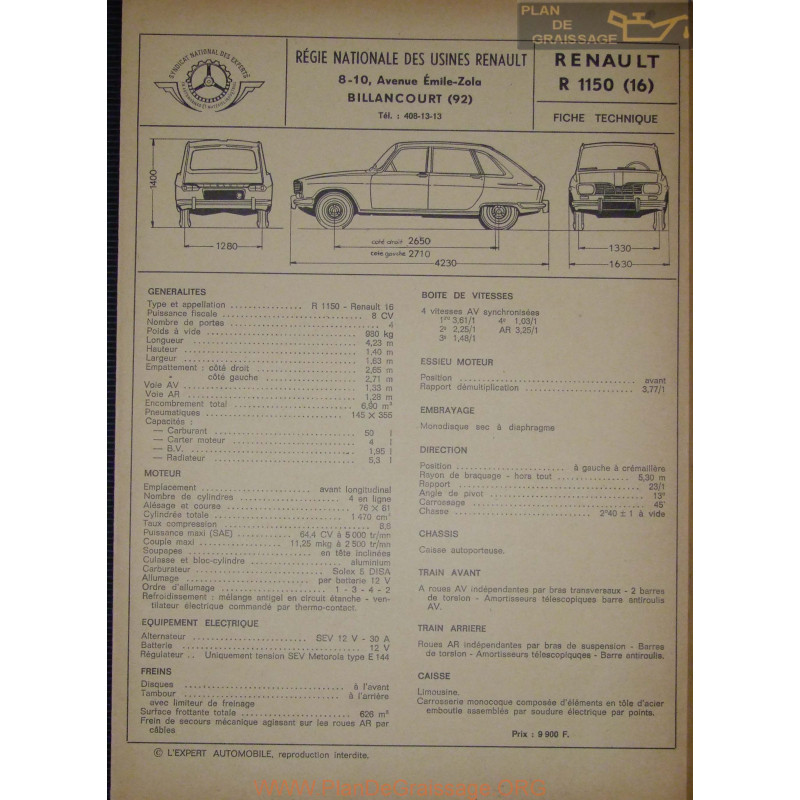 PLAN
DE
GRAISSAGE
SYNDICAT NATIONAL DES EXPERTS
RÉGIE NATIONALE DES USINES RENAULT
8-10, Avenue Émile-Zola
BILLANCOURT (92)
Tél. : 408-13-13
RENAULT
R 1150 (16)
FICHE TECHNIQUE
1400
1280
coté droit 2650
cote gauche 2710
4230
1330
1630
GENERALITES
Type et appellation R 1150 - Renault 16
Puissance fiscale 8 CV
Nombre de portes 4
Poids à vide 980 kg
Longueur 4,23 m
Hauteur 1,40 m
Largeur 1,63 m
Empattement : côté droit 2,65 m
côté gauche 2,71 m
Voie AV 1,33 m
Voie AR 1,28 m
Encombrement total 6,90 m²
Pneumatiques 145 × 355
Capacités :
— Carburant 50 l
— Carter moteur 4 l
— B.V. 1,95 l
— Radiateur 5,3 l
MOTEUR
Emplacement avant longitudinal
Nombre de cylindres 4 en ligne
Alésage et course 76 × 81
Cylindrée totale 1 470 cm³
Taux compression 8,6
Puissance maxi (SAE) 64,4 CV à 5 000 tr/mn
Couple maxi 11,25 mkg à 2 500 tr/mn
Soupapes en tête inclinées
Culasse et bloc-cylindre aluminium
Carburateur Solex 5 DISA
Allumage par batterie 12 V
Ordre d'allumage 1 - 3 - 4 - 2
Refroidissement : mélange antigel en circuit étanche - ven-
tilateur électrique commandé par thermo-contact.
EQUIPEMENT ELECTRIQUE
Alternateur SEV 12 V - 30 A
Batterie 12 V
Régulateur .. Uniquement tension SEV Motorola type E 144
FREINS
Disques à l'avant
Tambour à l'arrière
avec limiteur de freinage
Surface frottante totale 626 m²
Frein de secours mécanique agissant sur les roues AR par
câbles
BOITE DE VITESSES
4 vitesses AV synchronisées
1re 3,61/1 4e 1,03/1
2e 2,25/1 AR 3,25/1
3e 1,48/1
ESSIEU MOTEUR
Position avant
Rapport démultiplication 3,77/1
EMBRAYAGE
Monodisque sec à diaphragme
DIRECTION
Position à gauche à crémaillère
Rayon de braquage - hors tout 5,30 m
Rapport 23/1
Angle de pivot 13°
Carrossage 45'
Chasse 2°40 ± 1 à vide
CHASSIS
Caisse autoporteuse.
TRAIN AVANT
A roues AV indépendantes par bras transversaux - 2 barres
de torsion - Amortisseurs télescopiques barre antiroulis
AV.
TRAIN ARRIERE
Roues AR indépendantes par bras de suspension - Barres
de torsion - Amortisseurs télescopiquqes - Barre antiroulis.
CAISSE
Limousine.
Carrosserie monocoque composée d'éléments en tôle d'acier
emboutie assemblés par soudure électrique par points.
Prix : 9 900 F.
© L'EXPERT AUTOMOBILE, reproduction interdite.
www.PlanDeGraissage.ORG